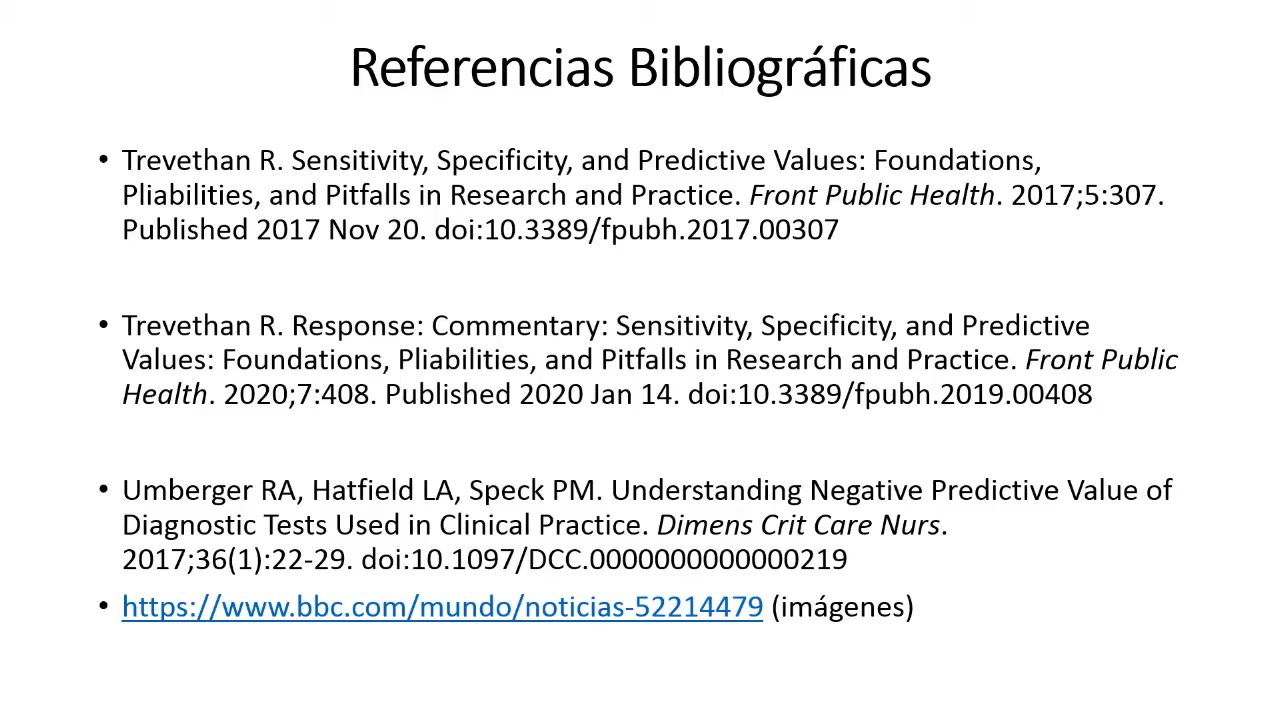 Referencias Bibliográficas
• Trevethan R. Sensitivity, Specificity, and Predictive Values: Foundations,
Pliabilities, and Pitfalls in Research and Practice. Front Public Health. 2017;5:307.
Published 2017 Nov 20. doi:10.3389/fpubh.2017.00307
• Trevethan R. Response: Commentary: Sensitivity, Specificity, and Predictive
Values: Foundations, Pliabilities, and Pitfalls in Research and Practice. Front Public
Health. 2020;7:408. Published 2020 Jan 14. doi:10.3389/fpubh.2019.00408
• Umberger RA, Hatfield LA, Speck PM. Understanding Negative Predictive Value of
Diagnostic Tests Used in Clinical Practice. Dimens Crit Care Nurs.
2017;36(1):22-29. doi:10.1097/DCC.0000000000000219
• https://www.bbc.com/mundo/noticias-52214479 (imágenes)